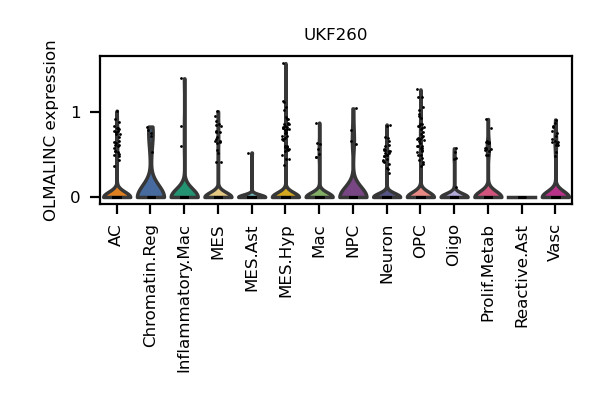 UKF260
OLMALINC expression
1
0
AC
Chromatin.Reg
Inflammatory.Mac
MES
MES.Ast
MES.Hyp
Mac
NPC
Neuron
OPC
Oligo
Prolif.Metab
Reactive.Ast
Vasc